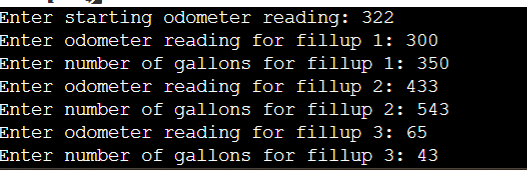 Enter starting odometer reading: 322
Enter odometer reading for fillup 1: 300
Enter number of gallons for fillup 1: 350
Enter odometer reading for fillup 2: 433
Enter number of gallons for fillup 2: 543
Enter odometer reading for fillup 3: 65
Enter number of gallons for fillup 3: 43